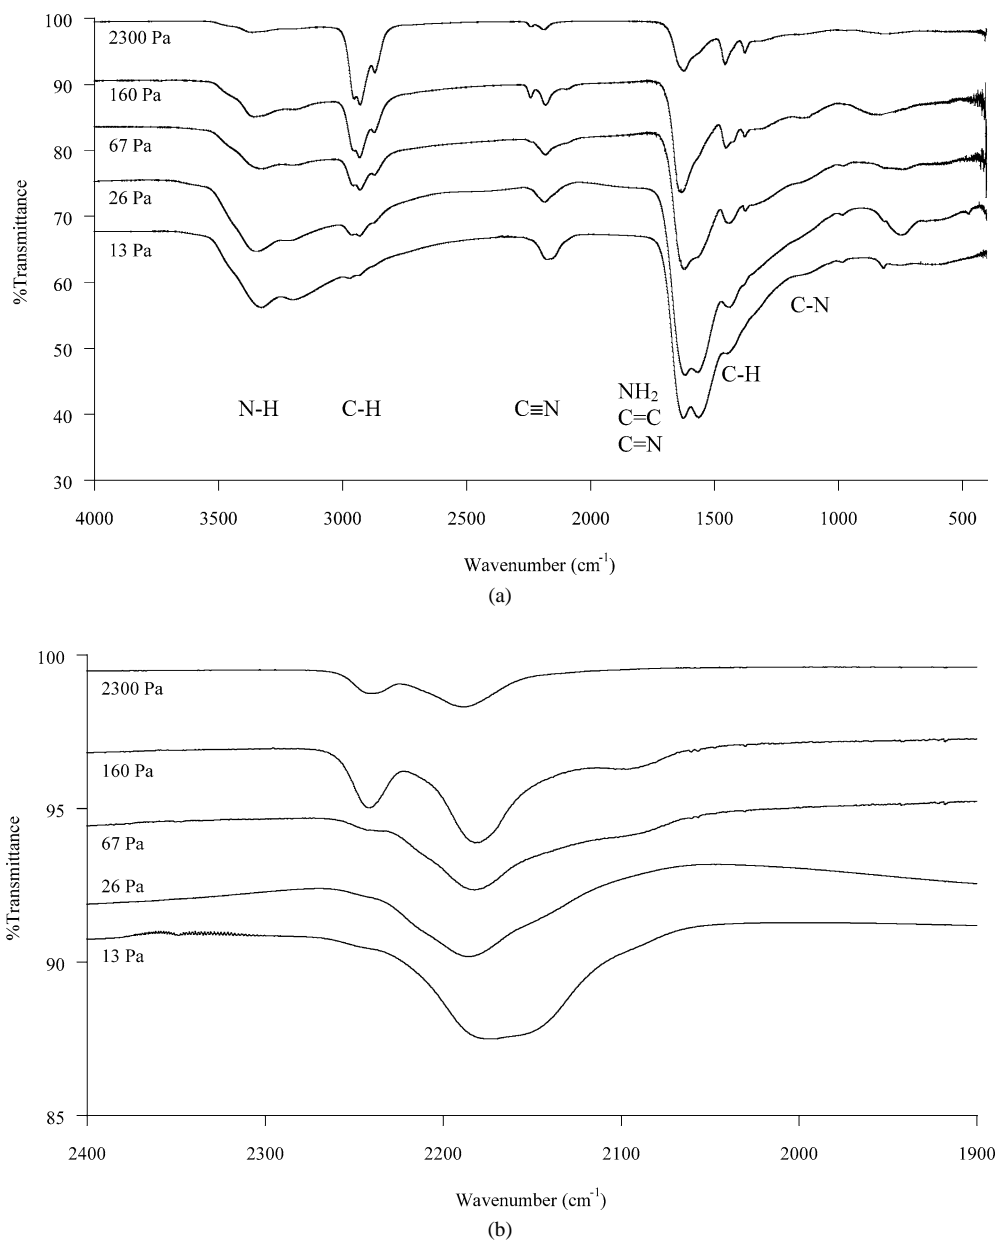 100
2300 Pa
90
160 Pa
80
67 Pa
70
26 Pa
60
13 Pa
50
40
30
%Transmittance
N-H
C-H
C≡N
NH₂
C=C
C=N
C-H
C-N
4000 3500 3000 2500 2000 1500 1000 500
Wavenumber (cm⁻¹)
(a)
100
2300 Pa
160 Pa
95
67 Pa
26 Pa
90
13 Pa
85
%Transmittance
2400 2300 2200 2100 2000 1900
Wavenumber (cm⁻¹)
(b)